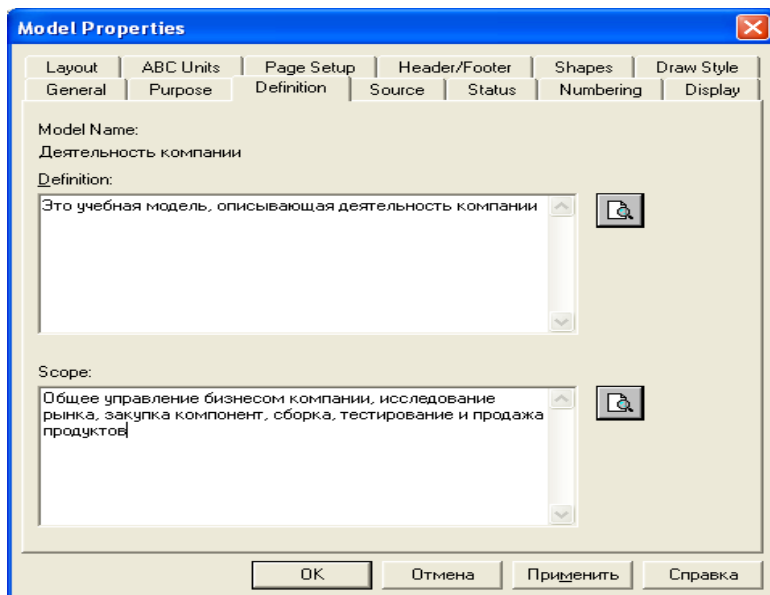 Model Properties
Layout ABC Units Page Setup Header/Footer Shapes Draw Style
General Purpose Definition Source Status Numbering Display
Model Name:
Деятельность компании
Definition:
Это учебная модель, описывающая деятельность компании
Scope:
Общее управление бизнесом компании, исследование
рынка, закупка компонент, сборка, тестирование и продажа
продуктов
OK Отмена Применить Справка